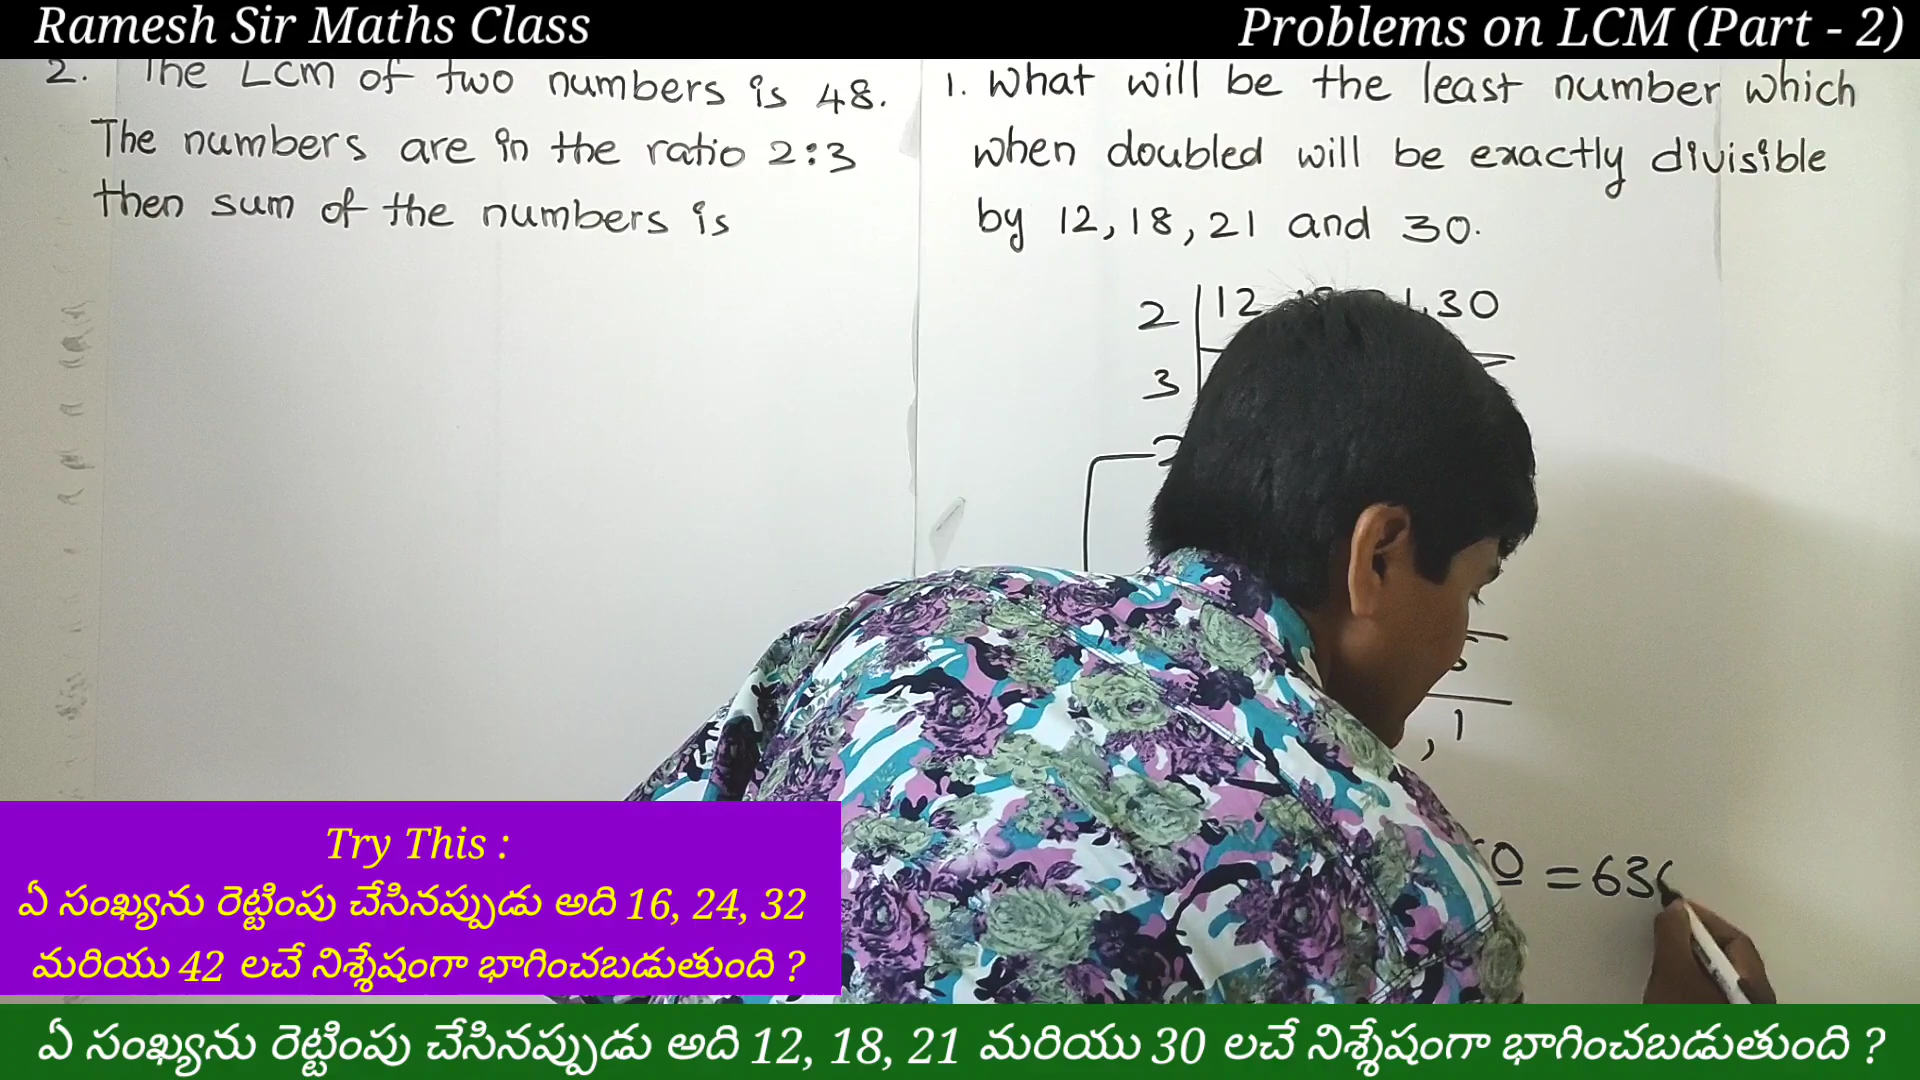 Ramesh Sir Maths Class
Problems on LCM (Part - 2)
2. The Lcm of two numbers is 48.
The numbers are in the ratio 2:3
then sum of the numbers is
1. What will be the least number which
when doubled will be exactly divisible
by 12, 18, 21 and 30.
2 12 30
3
, 1
0 = 63
Try This :
ఏ సంఖ్యను రెట్టింపు చేసినప్పుడు అది 16, 24, 32
మరియు 42 లచే నిశ్శేషంగా భాగించబడుతుంది ?
ఏ సంఖ్యను రెట్టింపు చేసినప్పుడు అది 12, 18, 21 మరియు 30 లచే నిశ్శేషంగా భాగించబడుతుంది ?